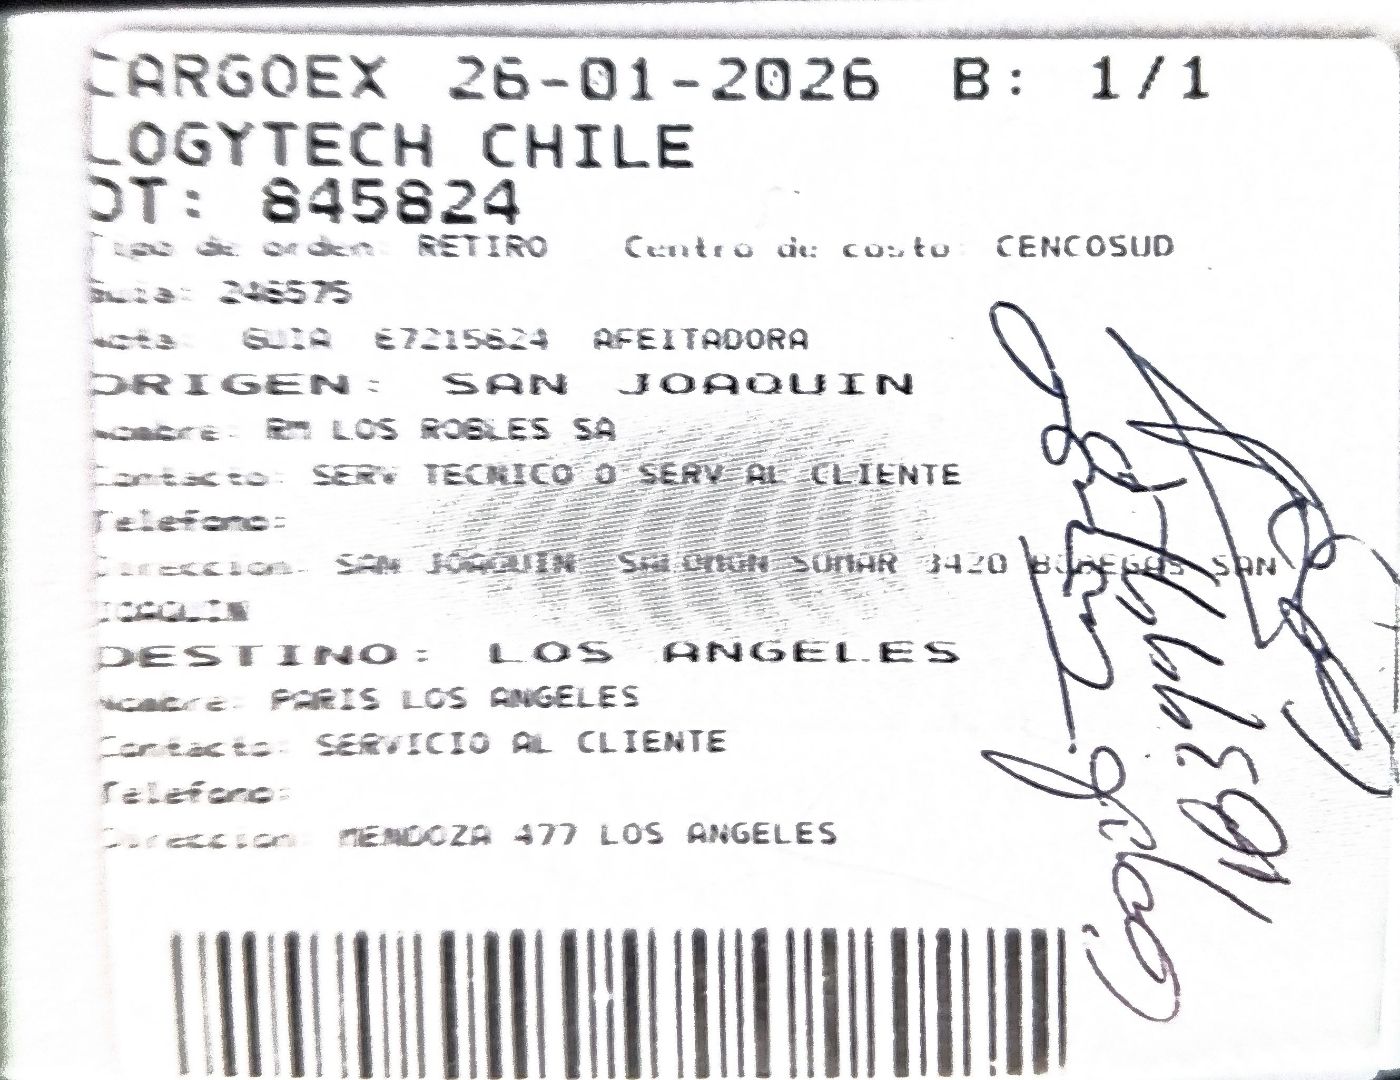 CARGOEX 26-01-2026 B: 1/1
LOGYTECH CHILE
OT: 845824
Tipo de orden: RETIRO Centro de costo: CENCOSUD
Guia: 246575
Nota: GUIA 67215624 AFEITADORA
ORIGEN: SAN JOAQUIN
Nombre: RM LOS ROBLES SA
Contacto: SERV TECNICO O SERV AL CLIENTE
Telefono:
Direccion: SAN JOAQUIN SALOMON SUMAR 3420 BODEGAS SAN
JOAQUIN
DESTINO: LOS ANGELES
Nombre: PARIS LOS ANGELES
Contacto: SERVICIO AL CLIENTE
Telefono:
Direccion: MENDOZA 477 LOS ANGELES